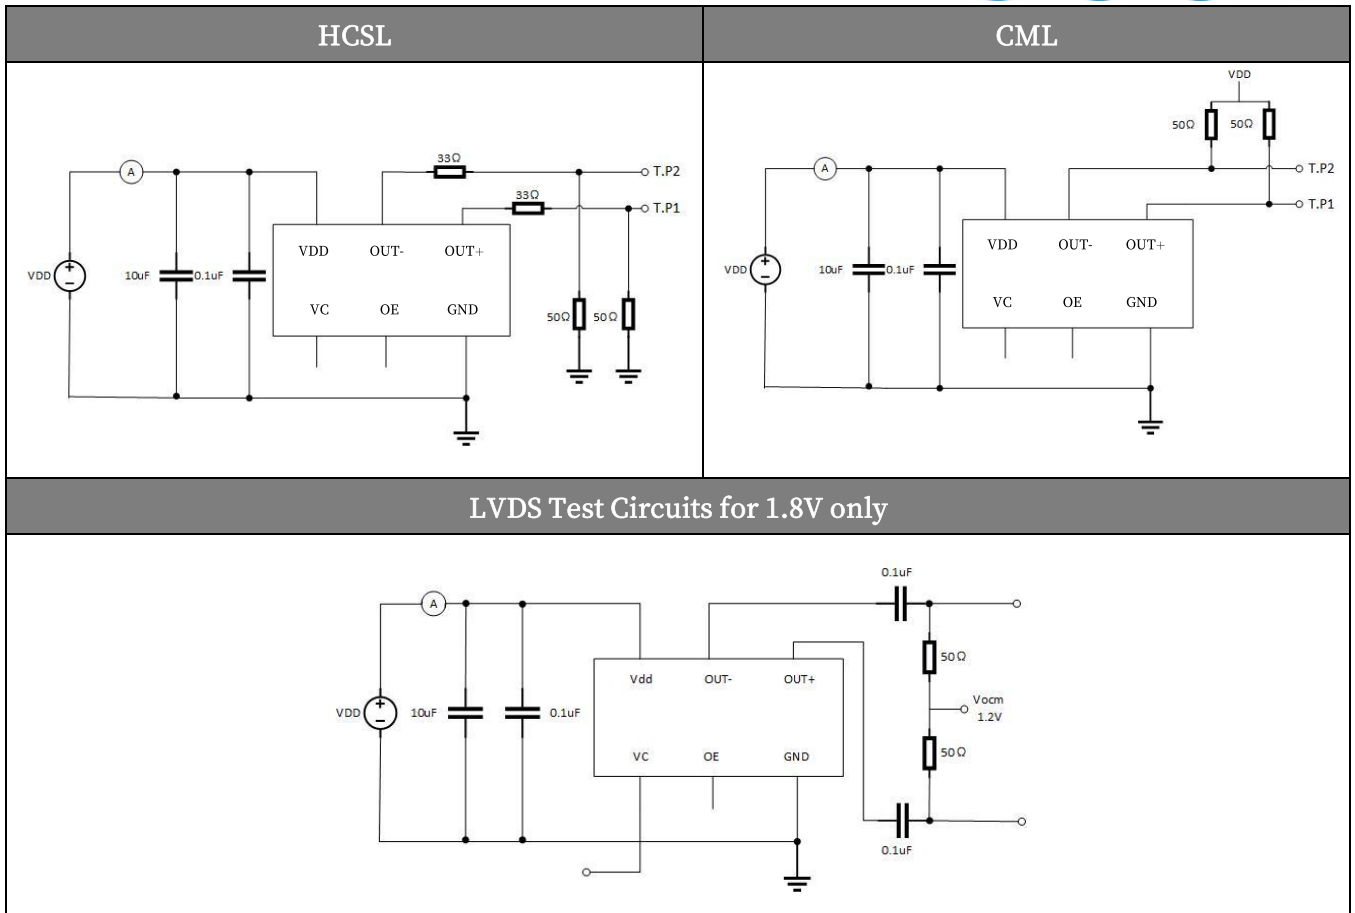 HCSL
33Ω
A
T.P2
33Ω
T.P1
VDD OUT- OUT+
VDD
+
−
10uF
0.1uF
VC OE GND
50Ω 50Ω
CML
VDD
50Ω 50Ω
A
T.P2
T.P1
VDD OUT- OUT+
VDD
+
−
10uF
0.1uF
VC OE GND
LVDS Test Circuits for 1.8V only
0.1uF
A
50Ω
Vdd OUT- OUT+
VDD
+
−
10uF
0.1uF
Vocm
1.2V
VC OE GND
50Ω
0.1uF